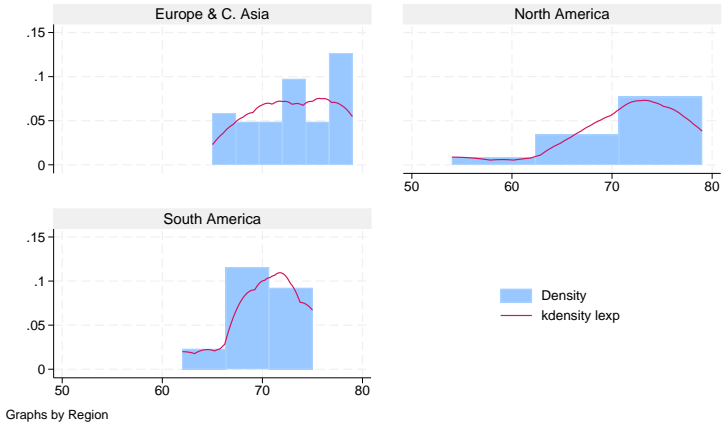 Europe & C. Asia
North America
.15
.1
.05
0
50 60 70 80
South America
.15
.1
.05
0
50 60 70 80
Density
kdensity lexp
Graphs by Region